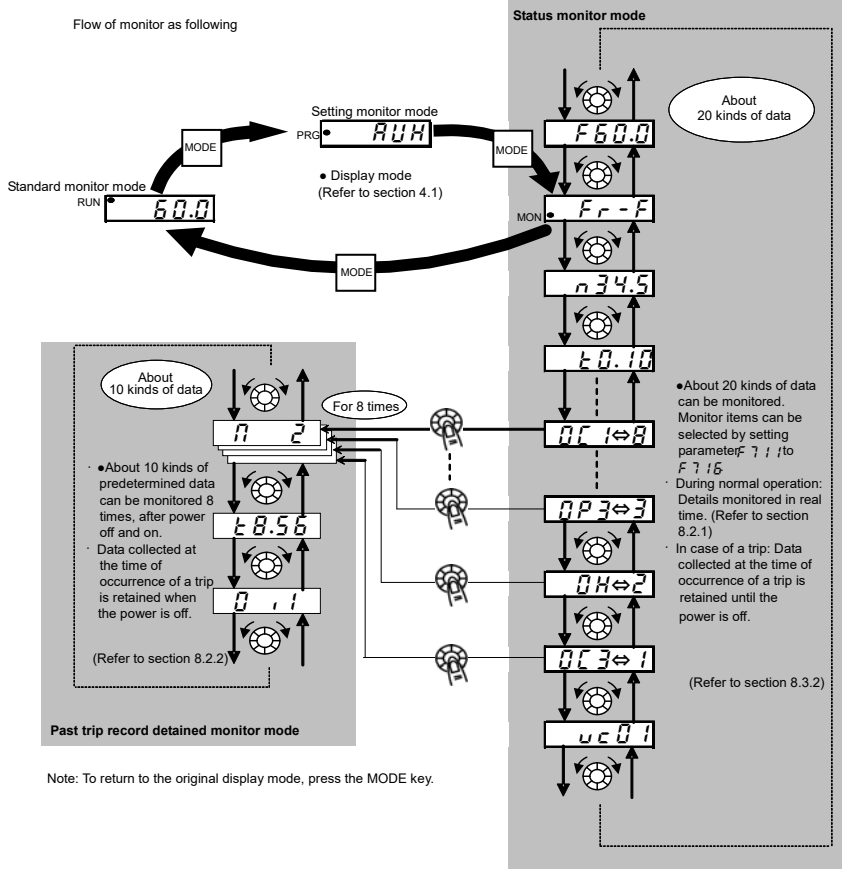 Flow of monitor as following
Status monitor mode
About
20 kinds of data
Setting monitor mode
PRG
AUH
MODE
MODE
● Display mode
(Refer to section 4.1)
Standard monitor mode
RUN
60.0
MODE
F60.0
MON
Fr-F
n34.5
t0.10
OC1⇔8
OP3⇔3
OH⇔2
OC3⇔1
uc01
●About 20 kinds of data
can be monitored.
Monitor items can be
selected by setting
parameter F711 to
F716.
· During normal operation:
Details monitored in real
time. (Refer to section
8.2.1)
· In case of a trip: Data
collected at the time of
occurrence of a trip is
retained until the
power is off.
(Refer to section 8.3.2)
About
10 kinds of data
For 8 times
n 2
t8.56
· ●About 10 kinds of
predetermined data
can be monitored 8
times, after power
off and on.
· Data collected at
the time of
occurrence of a trip
is retained when
the power is off.
(Refer to section 8.2.2)
Past trip record detained monitor mode
Note: To return to the original display mode, press the MODE key.